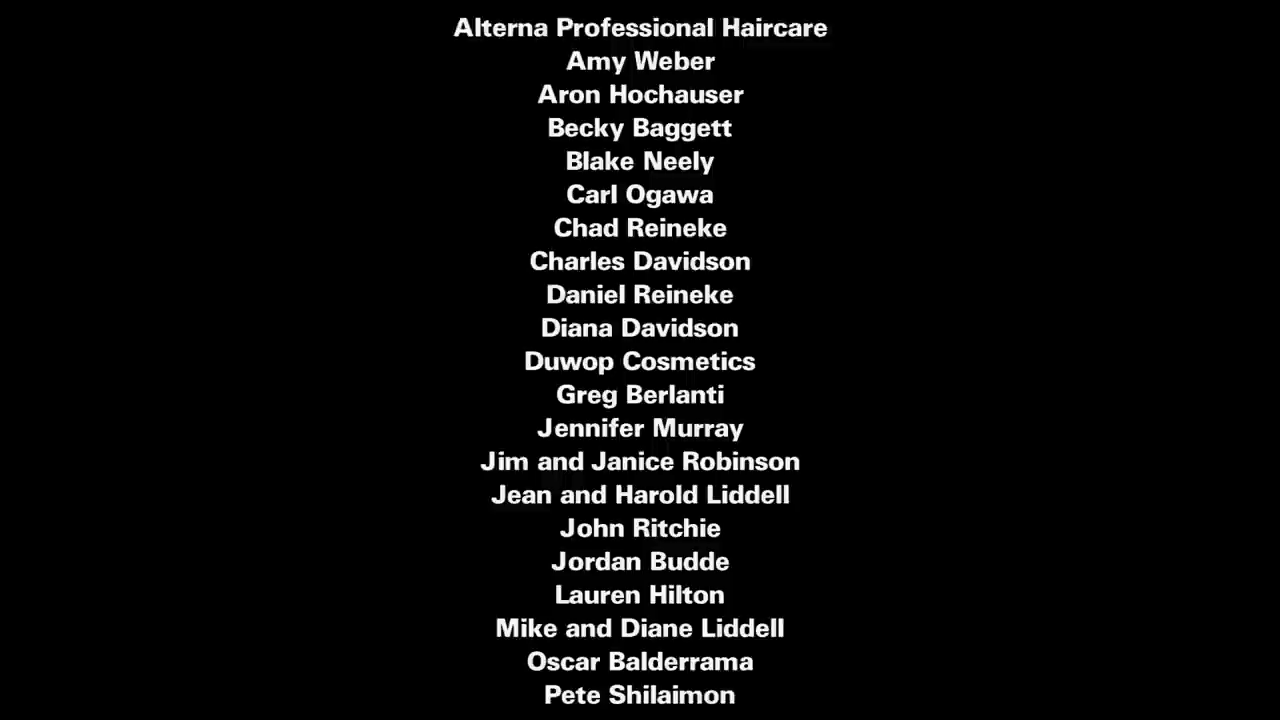 Alterna Professional Haircare
Amy Weber
Aron Hochauser
Becky Baggett
Blake Neely
Carl Ogawa
Chad Reineke
Charles Davidson
Daniel Reineke
Diana Davidson
Duwop Cosmetics
Greg Berlanti
Jennifer Murray
Jim and Janice Robinson
Jean and Harold Liddell
John Ritchie
Jordan Budde
Lauren Hilton
Mike and Diane Liddell
Oscar Balderrama
Pete Shilaimon